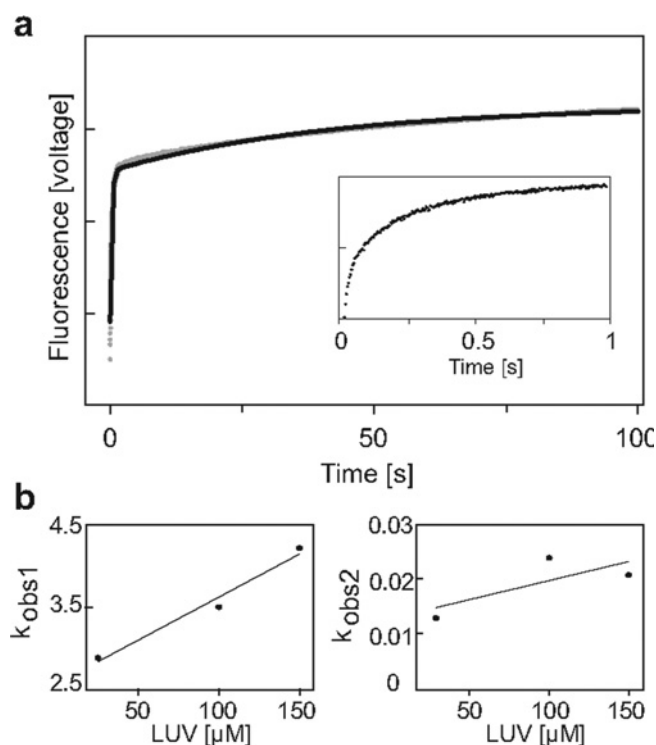 a
Fluorescence [voltage]
0 0.5 1
Time [s]
0 50 100
Time [s]
b
4.5
3.5
2.5
kobs1
50 100 150
LUV [µM]
0.03
0.02
0.01
0
kobs2
50 100 150
LUV [µM]